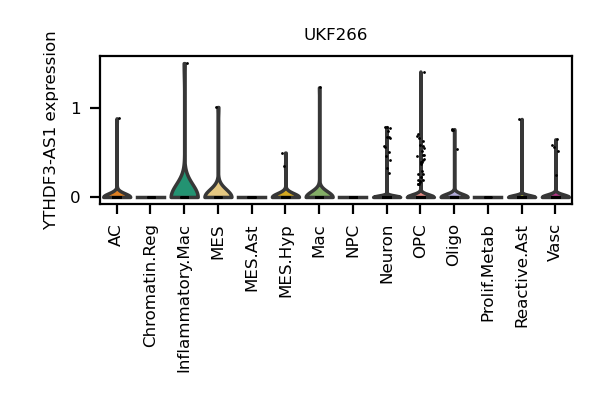 UKF266
YTHDF3-AS1 expression
1
0
AC
Chromatin.Reg
Inflammatory.Mac
MES
MES.Ast
MES.Hyp
Mac
NPC
Neuron
OPC
Oligo
Prolif.Metab
Reactive.Ast
Vasc